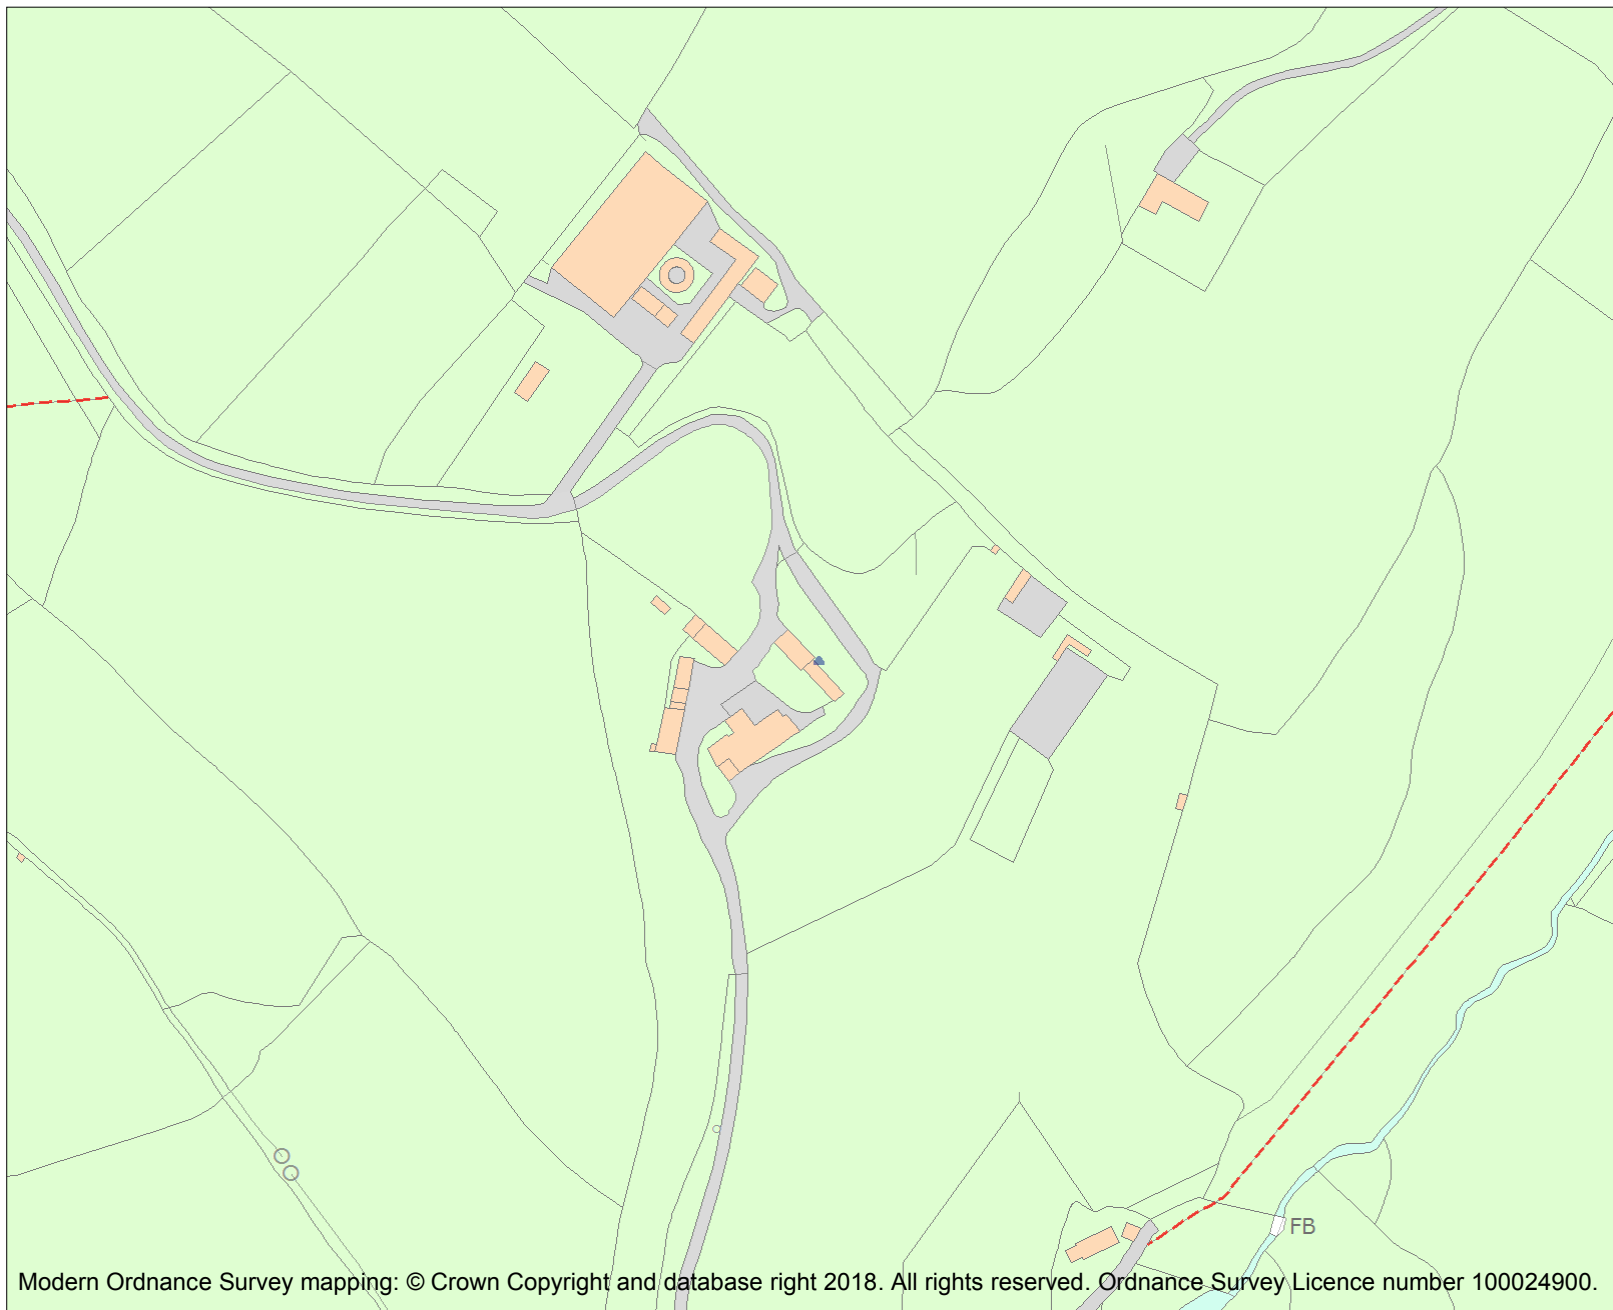 FB
Modern Ordnance Survey mapping: © Crown Copyright and database right 2018. All rights reserved. Ordnance Survey Licence number 100024900.